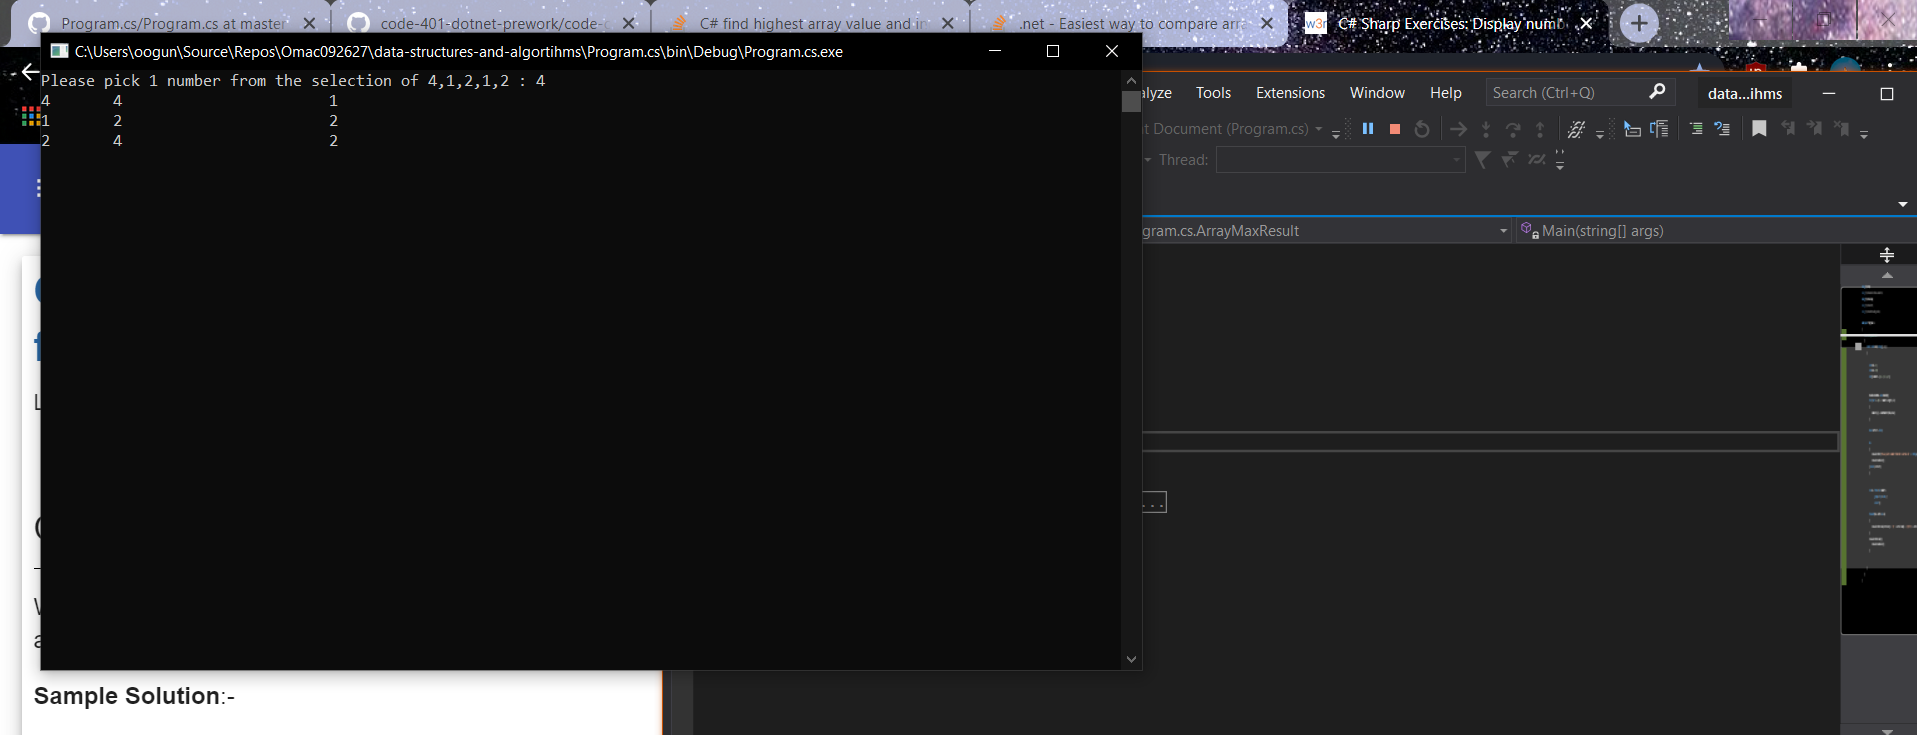 Program.cs/Program.cs at master
code-401-dotnet-prework/code-c
C# find highest array value and in
.net - Easiest way to compare arr
w3r
C# Sharp Exercises: Display numb
C:\Users\oogun\Source\Repos\Omac092627\data-structures-and-algortihms\Program.cs\bin\Debug\Program.cs.exe
Please pick 1 number from the selection of 4,1,2,1,2 : 4
4 4 1
1 2 2
2 4 2
alyze Tools Extensions Window Help Search (Ctrl+Q) data...ihms
t Document (Program.cs)
Thread:
gram.cs.ArrayMaxResult
Main(string[] args)
...
Sample Solution:-